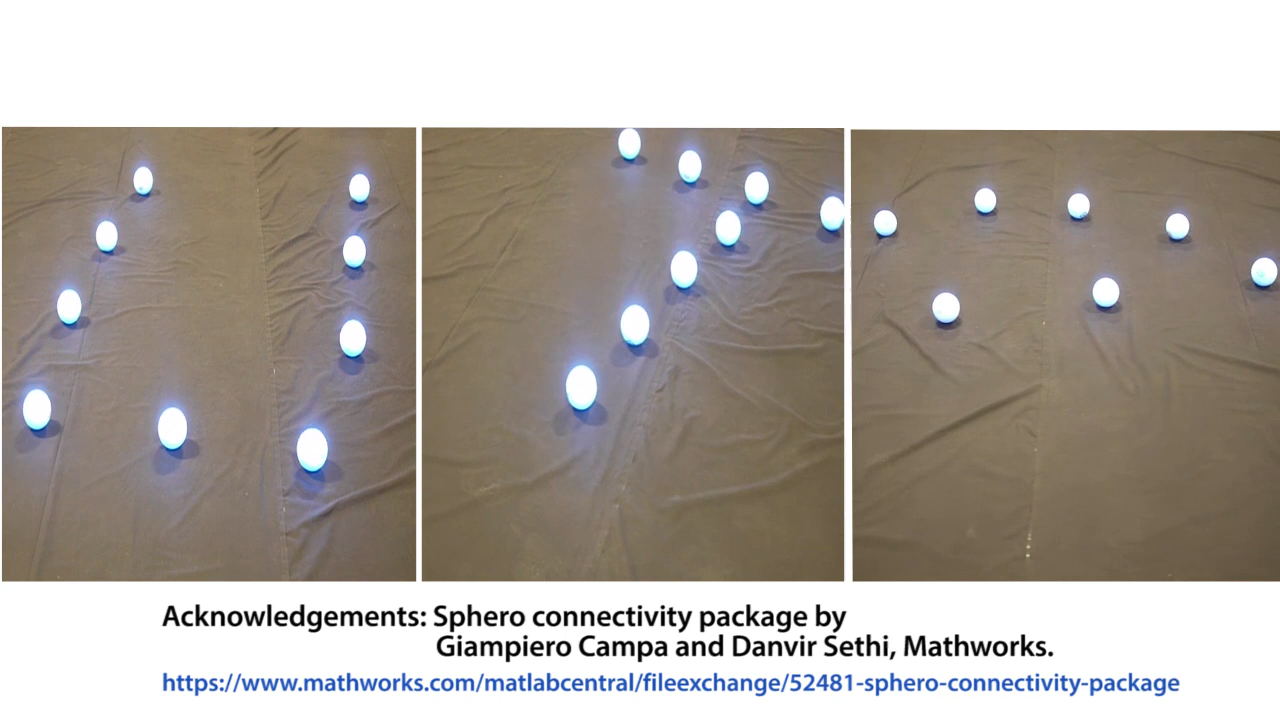 Acknowledgements: Sphero connectivity package by
Giampiero Campa and Danvir Sethi, Mathworks.
https://www.mathworks.com/matlabcentral/fileexchange/52481-sphero-connectivity-package